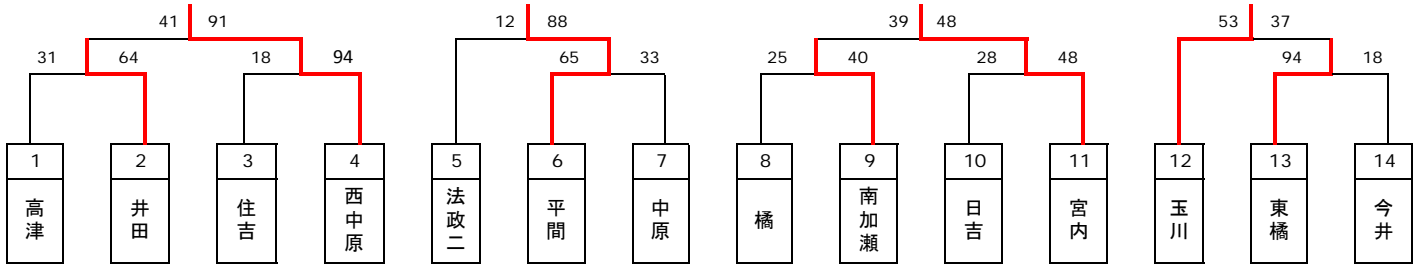 41 91 12 88 39 48 53 37
31 64 18 94 65 33 25 40 28 48 94 18
1 2 3 4 5 6 7 8 9 10 11 12 13 14
高津 井田 住吉 西中原 法政二 平間 中原 橘 南加瀬 日吉 宮内 玉川 東橘 今井